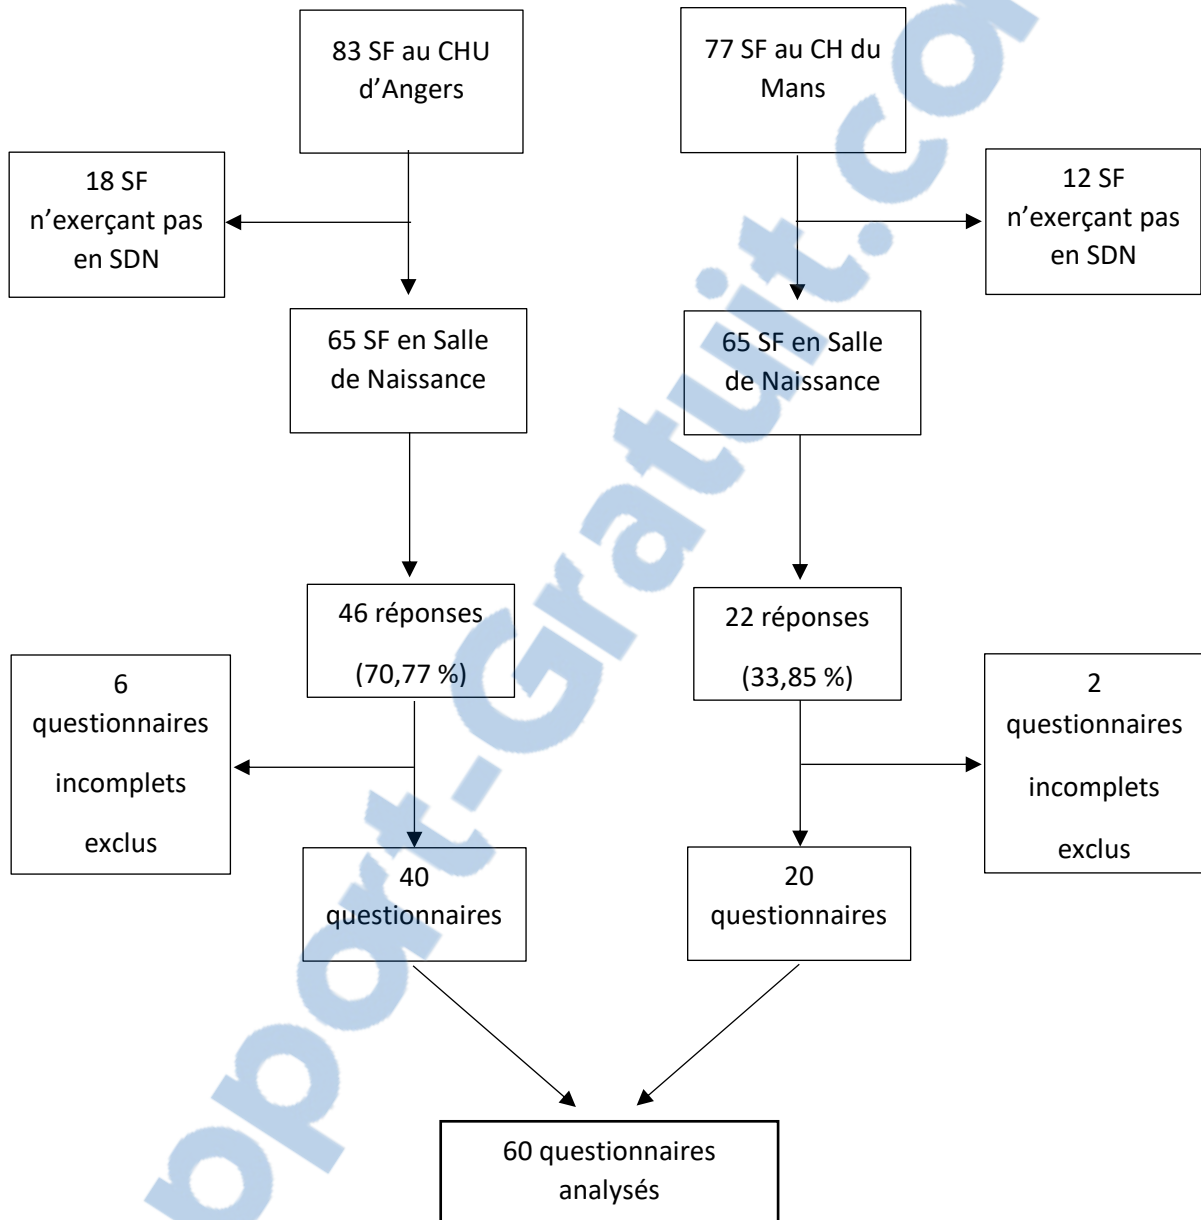 83 SF au CHU
d’Angers
77 SF au CH du
Mans
18 SF
n’exerçant pas
en SDN
12 SF
n’exerçant pas
en SDN
65 SF en Salle
de Naissance
65 SF en Salle
de Naissance
46 réponses
(70,77 %)
22 réponses
(33,85 %)
6
questionnaires
incomplets
exclus
2
questionnaires
incomplets
exclus
40
questionnaires
20
questionnaires
60 questionnaires
analysés
pport-Gratuit.co